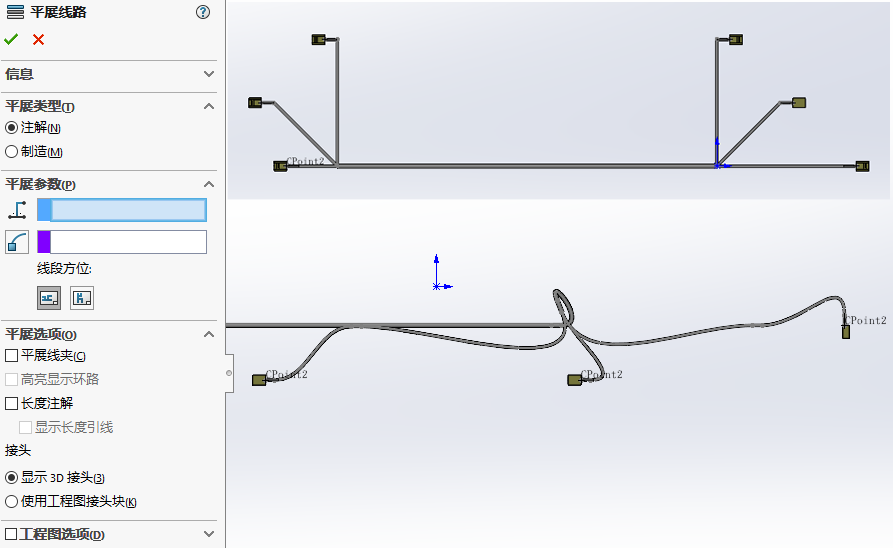 平展线路
信息
平展类型(T)
注解(N)
制造(M)
平展参数(P)
线段方位:
平展选项(O)
平展线夹(C)
高亮显示环路
长度注解
显示长度引线
接头
显示 3D 接头(3)
使用工程图接头块(K)
工程图选项(D)
CPoint2
CPoint2
CPoint2
CPoint2